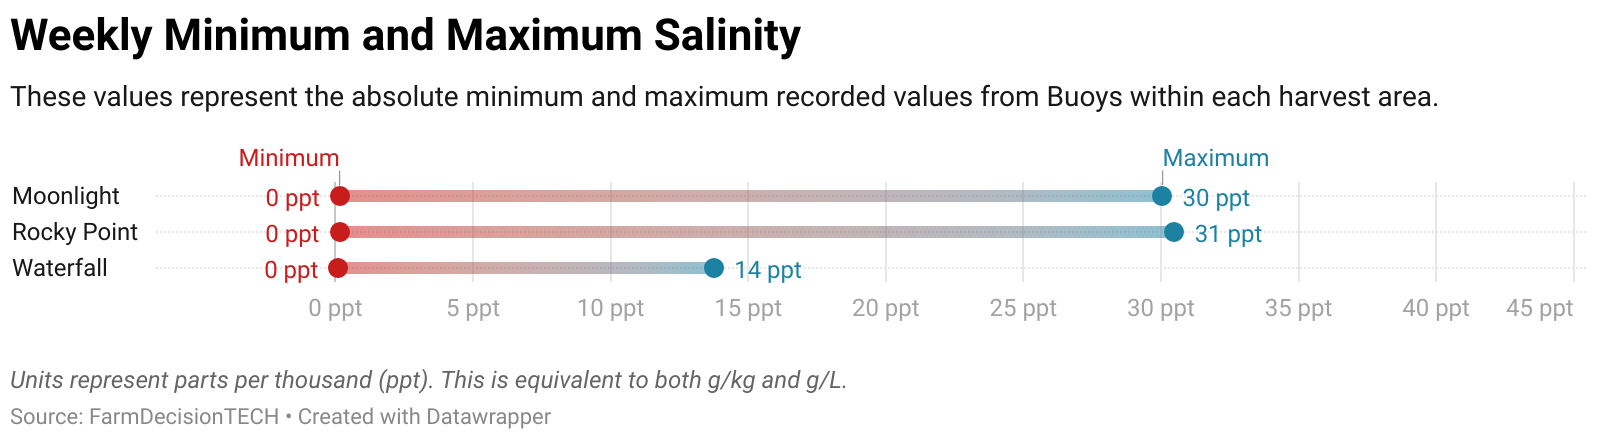 Weekly Minimum and Maximum Salinity
These values represent the absolute minimum and maximum recorded values from Buoys within each harvest area.
Minimum Maximum
Moonlight 0 ppt 30 ppt
Rocky Point 0 ppt 31 ppt
Waterfall 0 ppt 14 ppt
0 ppt 5 ppt 10 ppt 15 ppt 20 ppt 25 ppt 30 ppt 35 ppt 40 ppt 45 ppt
Units represent parts per thousand (ppt). This is equivalent to both g/kg and g/L.
Source: FarmDecisionTECH • Created with Datawrapper